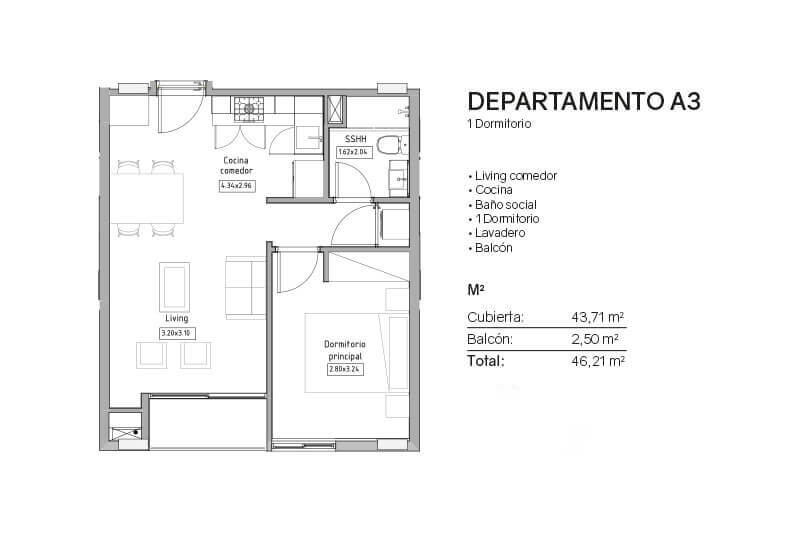 DEPARTAMENTO A3
1 Dormitorio
• Living comedor
• Cocina
• Baño social
• 1 Dormitorio
• Lavadero
• Balcón
M²
Cubierta: 43,71 m²
Balcón: 2,50 m²
Total: 46,21 m²
SSHH
1.62x2.04
Cocina
comedor
4.34x2.96
Living
3.20x3.10
Dormitorio
principal
2.80x3.24